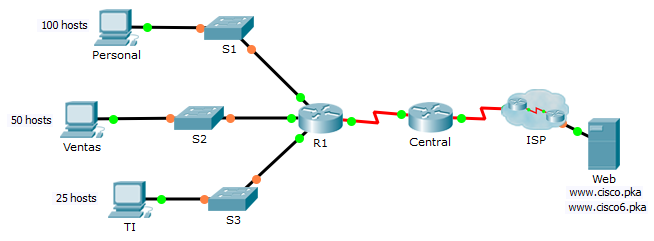 100 hosts
Personal
S1
50 hosts
Ventas
S2
R1
Central
ISP
Web
www.cisco.pka
www.cisco6.pka
25 hosts
TI
S3